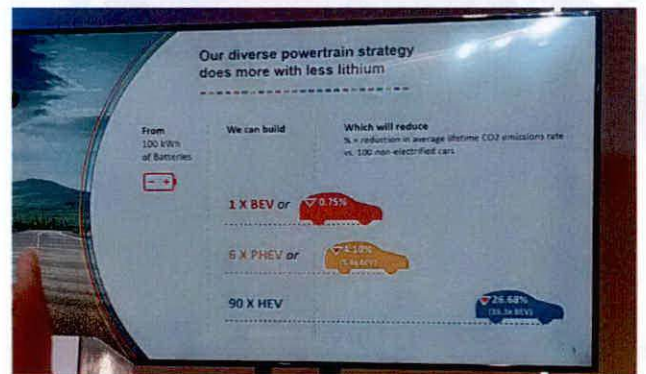 Our diverse powertrain strategy
does more with less lithium
From
100 kWh
of Batteries
We can build
Which will reduce
% = reduction in average lifetime CO2 emissions rate
vs. 100 non-electrified cars
- +
1 X BEV or
0.75%
6 X PHEV or
4.10%
90 X HEV
26.68%